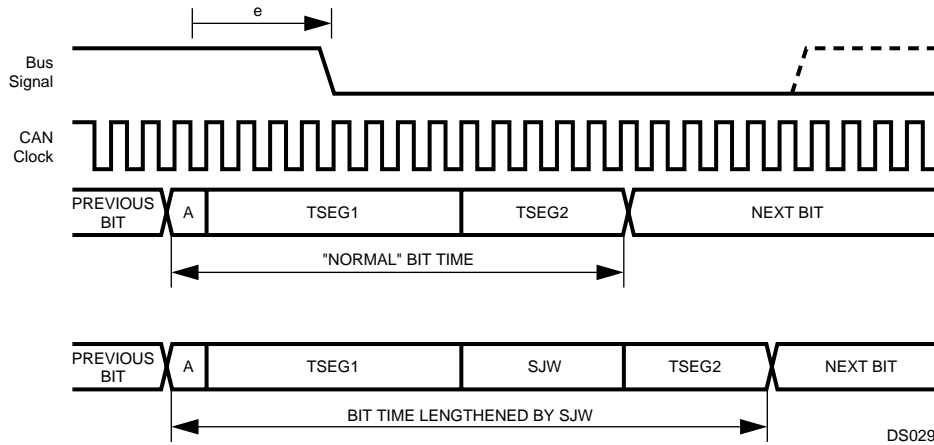 e
Bus
Signal
CAN
Clock
PREVIOUS
BIT
A
TSEG1
TSEG2
NEXT BIT
"NORMAL" BIT TIME
PREVIOUS
BIT
A
TSEG1
SJW
TSEG2
NEXT BIT
BIT TIME LENGTHENED BY SJW
DS029